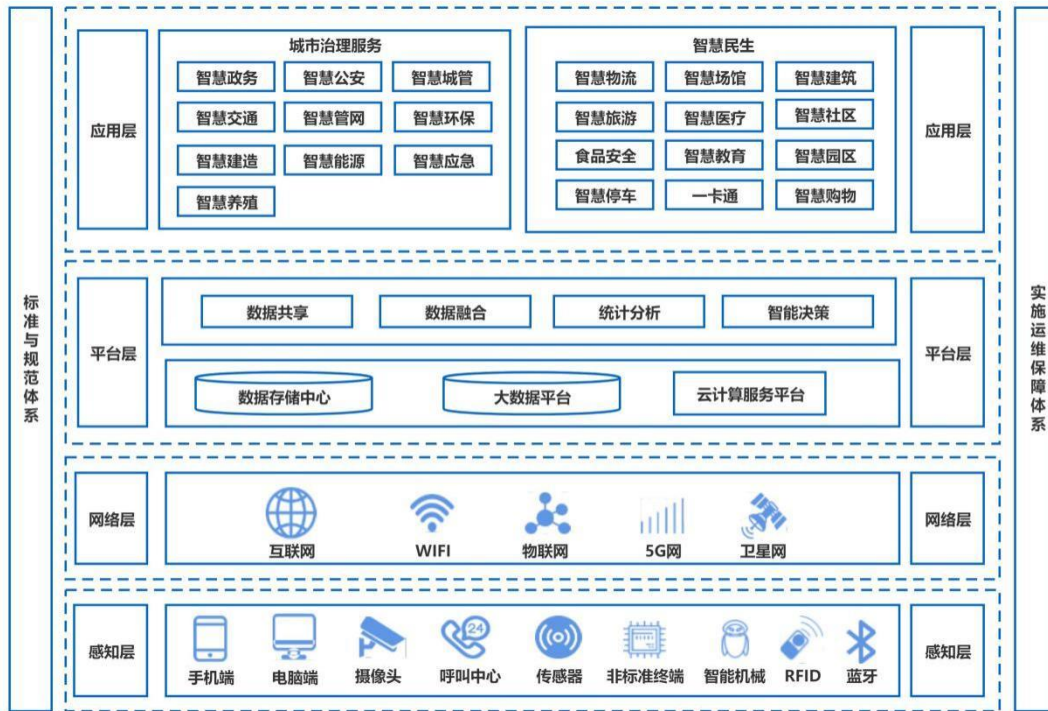 标准与规范体系
应用层
城市治理服务
智慧政务
智慧公安
智慧城管
智慧交通
智慧管网
智慧环保
智慧建造
智慧能源
智慧应急
智慧养殖
智慧民生
智慧物流
智慧场馆
智慧建筑
智慧旅游
智慧医疗
智慧社区
食品安全
智慧教育
智慧园区
智慧停车
一卡通
智慧购物
应用层
平台层
数据共享
数据融合
统计分析
智能决策
数据存储中心
大数据平台
云计算服务平台
平台层
网络层
互联网
WIFI
物联网
5G网
卫星网
网络层
感知层
24
手机端
电脑端
摄像头
呼叫中心
传感器
非标准终端
智能机械
RFID
蓝牙
感知层
实施运维保障体系